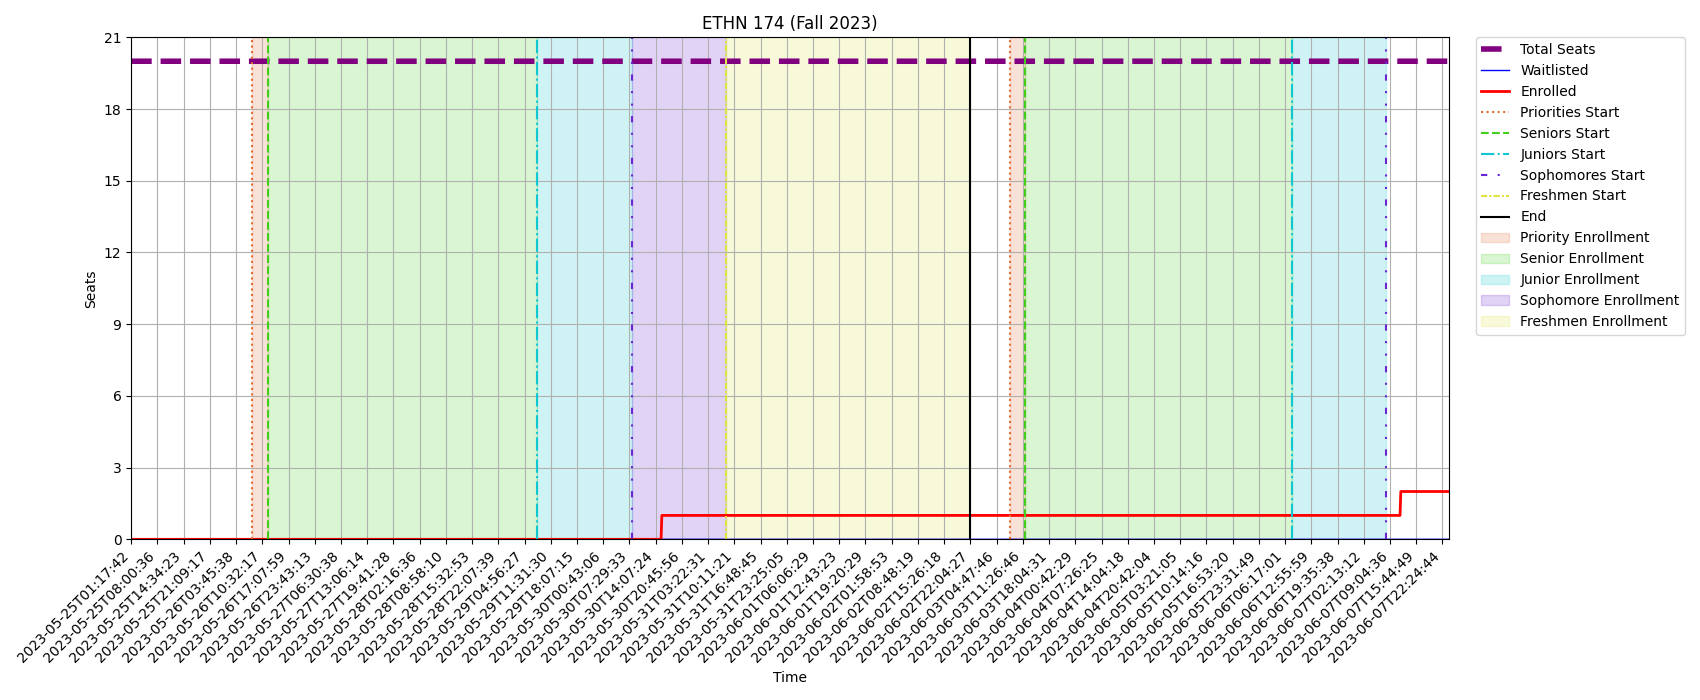 ETHN 174 (Fall 2023)
21
18
15
12
9
6
3
0
Seats
Total Seats
Waitlisted
Enrolled
Priorities Start
Seniors Start
Juniors Start
Sophomores Start
Freshmen Start
End
Priority Enrollment
Senior Enrollment
Junior Enrollment
Sophomore Enrollment
Freshmen Enrollment
2023-05-25T01:17:42
2023-05-25T08:00:36
2023-05-25T14:34:23
2023-05-25T21:09:17
2023-05-26T03:45:38
2023-05-26T10:32:17
2023-05-26T17:07:59
2023-05-26T23:43:13
2023-05-27T06:30:38
2023-05-27T13:06:14
2023-05-27T19:41:28
2023-05-28T02:16:36
2023-05-28T08:58:10
2023-05-28T15:32:53
2023-05-28T22:07:39
2023-05-29T04:56:27
2023-05-29T11:31:30
2023-05-29T18:07:15
2023-05-30T00:43:06
2023-05-30T07:29:33
2023-05-30T14:07:24
2023-05-30T20:45:56
2023-05-31T03:22:31
2023-05-31T10:11:21
2023-05-31T16:48:45
2023-05-31T23:25:05
2023-06-01T06:06:29
2023-06-01T12:43:23
2023-06-01T19:20:29
2023-06-02T01:58:53
2023-06-02T08:48:19
2023-06-02T15:26:18
2023-06-02T22:04:27
2023-06-03T04:47:46
2023-06-03T11:26:46
2023-06-03T18:04:31
2023-06-04T00:42:29
2023-06-04T07:26:25
2023-06-04T14:04:18
2023-06-04T20:42:04
2023-06-05T03:21:05
2023-06-05T10:14:16
2023-06-05T16:53:20
2023-06-05T23:31:49
2023-06-06T06:17:01
2023-06-06T12:55:59
2023-06-06T19:35:38
2023-06-07T02:13:12
2023-06-07T09:04:36
2023-06-07T15:44:49
2023-06-07T22:24:44
Time